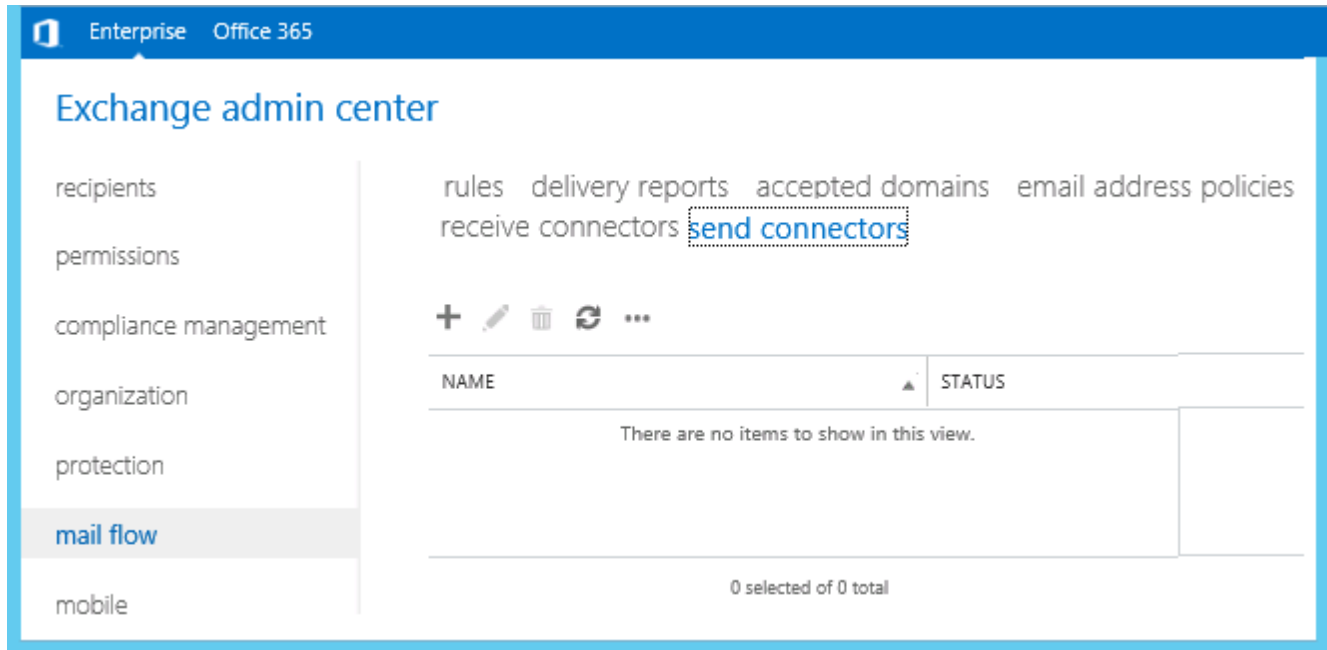 Enterprise Office 365
Exchange admin center
recipients
permissions
compliance management
organization
protection
mail flow
mobile
rules delivery reports accepted domains email address policies
receive connectors send connectors
NAME STATUS
There are no items to show in this view.
0 selected of 0 total